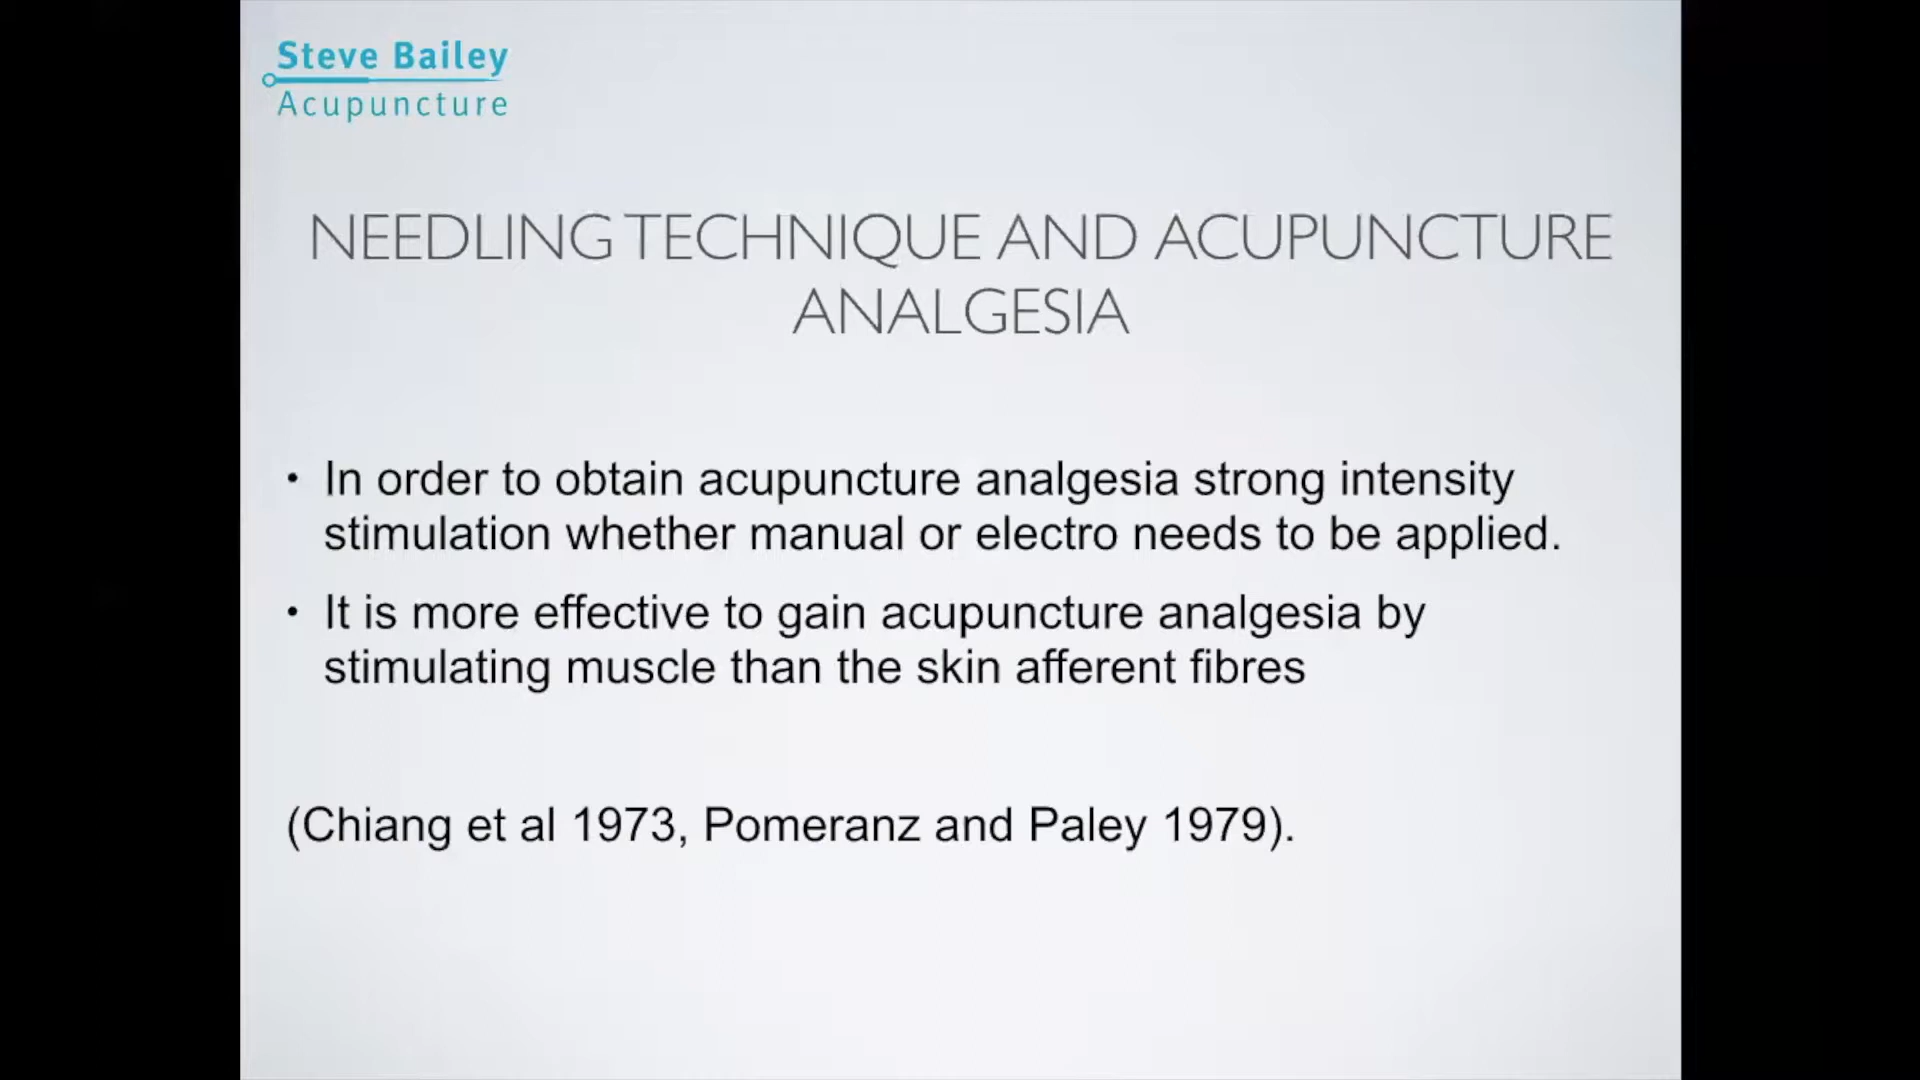 Steve Bailey
Acupuncture
NEEDLING TECHNIQUE AND ACUPUNCTURE
ANALGESIA
• In order to obtain acupuncture analgesia strong intensity
stimulation whether manual or electro needs to be applied.
• It is more effective to gain acupuncture analgesia by
stimulating muscle than the skin afferent fibres
(Chiang et al 1973, Pomeranz and Paley 1979).